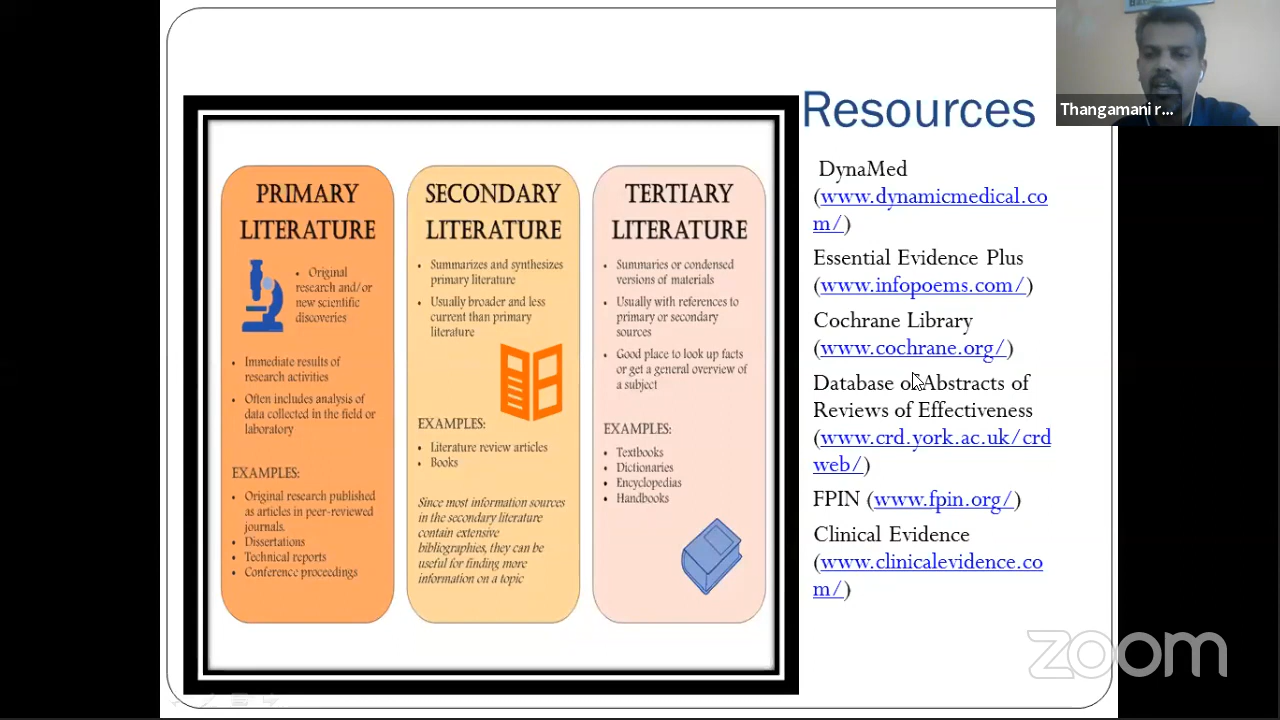 Resources
Thangamani r...
PRIMARY
LITERATURE
• Original
research and/or
new scientific
discoveries
• Immediate results of
research activities
• Often includes analysis of
data collected in the field or
laboratory
EXAMPLES:
• Original research published
as articles in peer-reviewed
journals.
• Dissertations
• Technical reports
• Conference proceedings
SECONDARY
LITERATURE
• Summarizes and synthesizes
primary literature
• Usually broader and less
current than primary
literature
EXAMPLES:
• Literature review articles
• Books
Since most information sources
in the secondary literature
contain extensive
bibliographies, they can be
useful for finding more
information on a topic
TERTIARY
LITERATURE
• Summaries or condensed
versions of materials
• Usually with references to
primary or secondary
sources
• Good place to look up facts
or get a general overview of
a subject
EXAMPLES:
• Textbooks
• Dictionaries
• Encyclopedias
• Handbooks
DynaMed
(www.dynamicmedical.co
m/)
Essential Evidence Plus
(www.infopoems.com/)
Cochrane Library
(www.cochrane.org/)
Database of Abstracts of
Reviews of Effectiveness
(www.crd.york.ac.uk/crd
web/)
FPIN (www.fpin.org/)
Clinical Evidence
(www.clinicalevidence.co
m/)
zoom